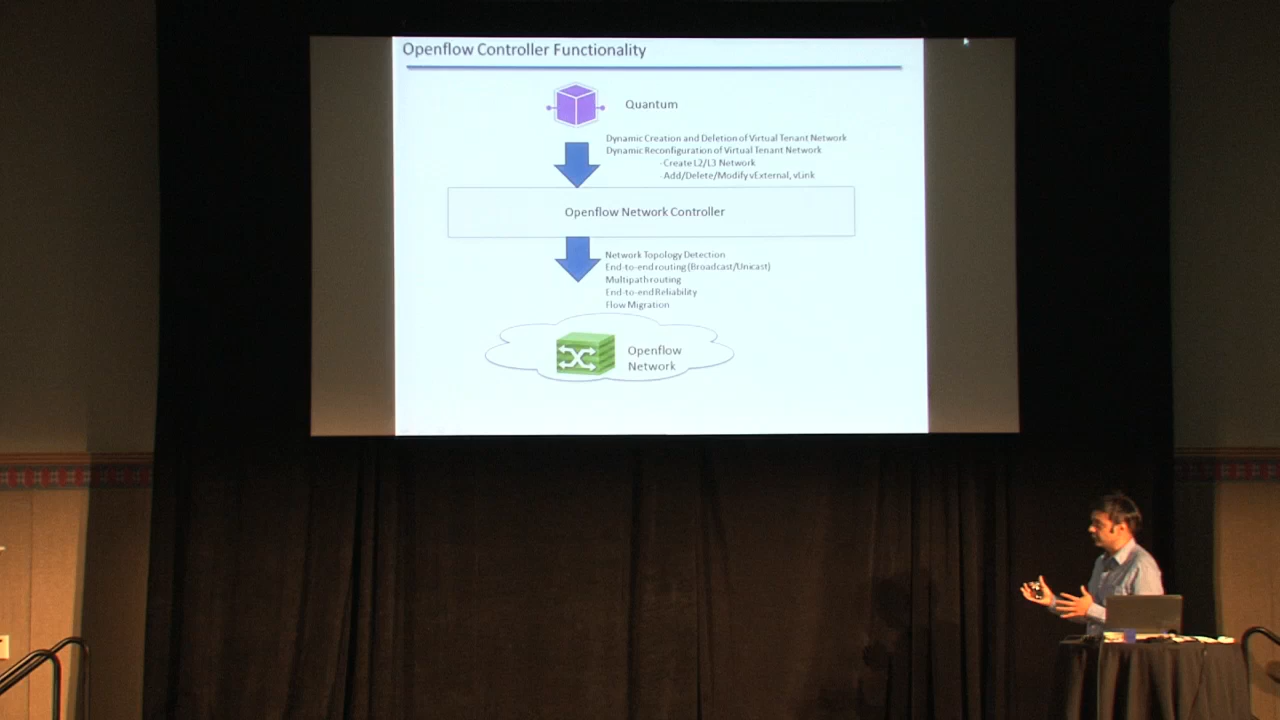 Openflow Controller Functionality
Quantum
Dynamic Creation and Deletion of Virtual Tenant Network
Dynamic Reconfiguration of Virtual Tenant Network
- Create L2/L3 Network
- Add/Delete/Modify vExternal, vLink
Openflow Network Controller
Network Topology Detection
End-to-end routing (Broadcast/Unicast)
Multipath routing
End-to-end Reliability
Flow Migration
Openflow
Network